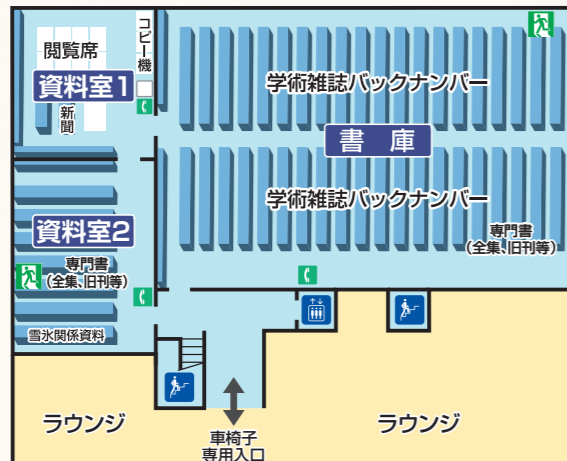 閲覧席
コピー機
資料室1
新聞
学術雑誌バックナンバー
書 庫
学術雑誌バックナンバー
専門書
(全集、旧刊等)
資料室2
専門書
(全集、旧刊等)
雪氷関係資料
ラウンジ
車椅子
専用入口
ラウンジ